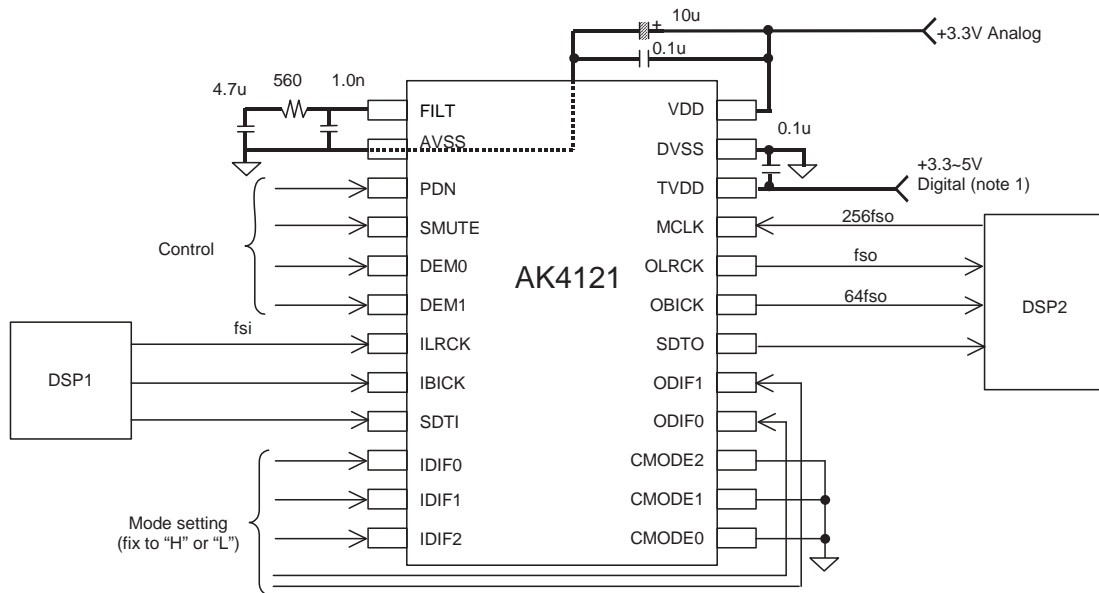 10u
+
0.1u
+3.3V Analog
4.7u
560
1.0n
FILT
AVSS
PDN
SMUTE
DEM0
DEM1
ILRCK
IBICK
SDTI
IDIF0
IDIF1
IDIF2
Control
fsi
DSP1
Mode setting
(fix to “H” or “L”)
AK4121
VDD
DVSS
TVDD
MCLK
OLRCK
OBICK
SDTO
ODIF1
ODIF0
CMODE2
CMODE1
CMODE0
0.1u
+3.3~5V
Digital (note 1)
256fso
fso
64fso
DSP2